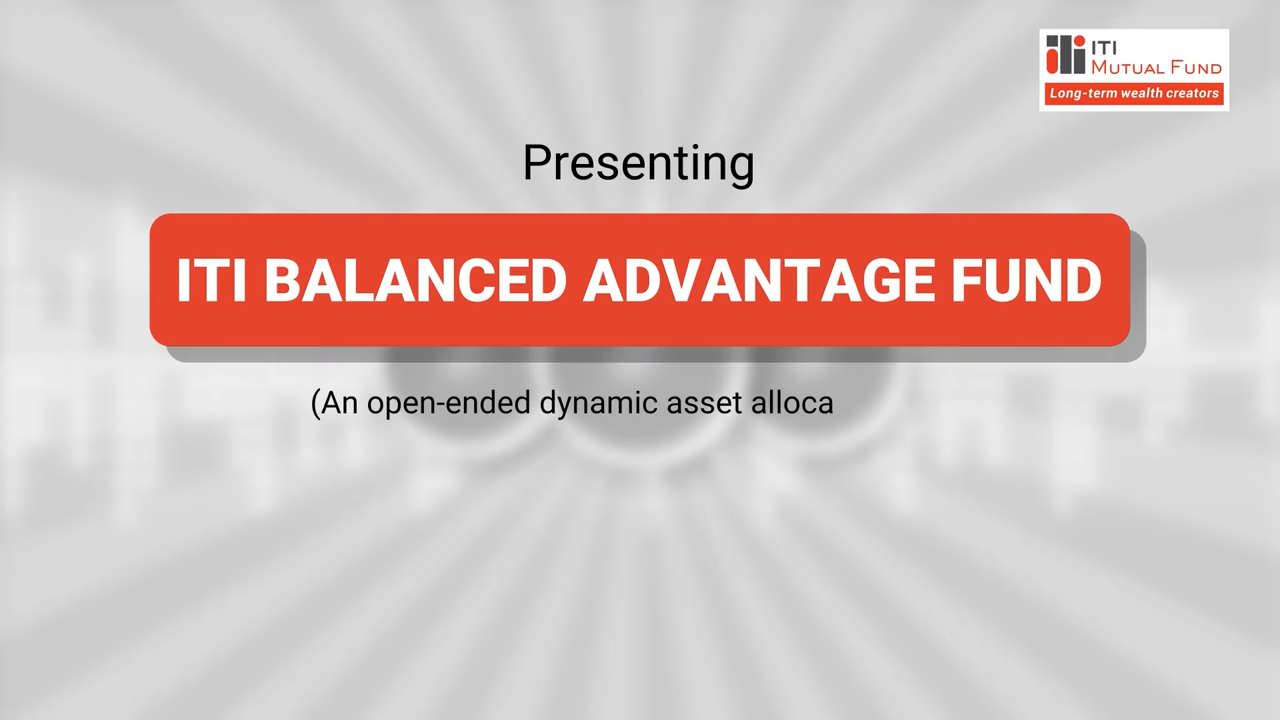 ITI
MUTUAL FUND
Long-term wealth creators
Presenting
ITI BALANCED ADVANTAGE FUND
(An open-ended dynamic asset alloca